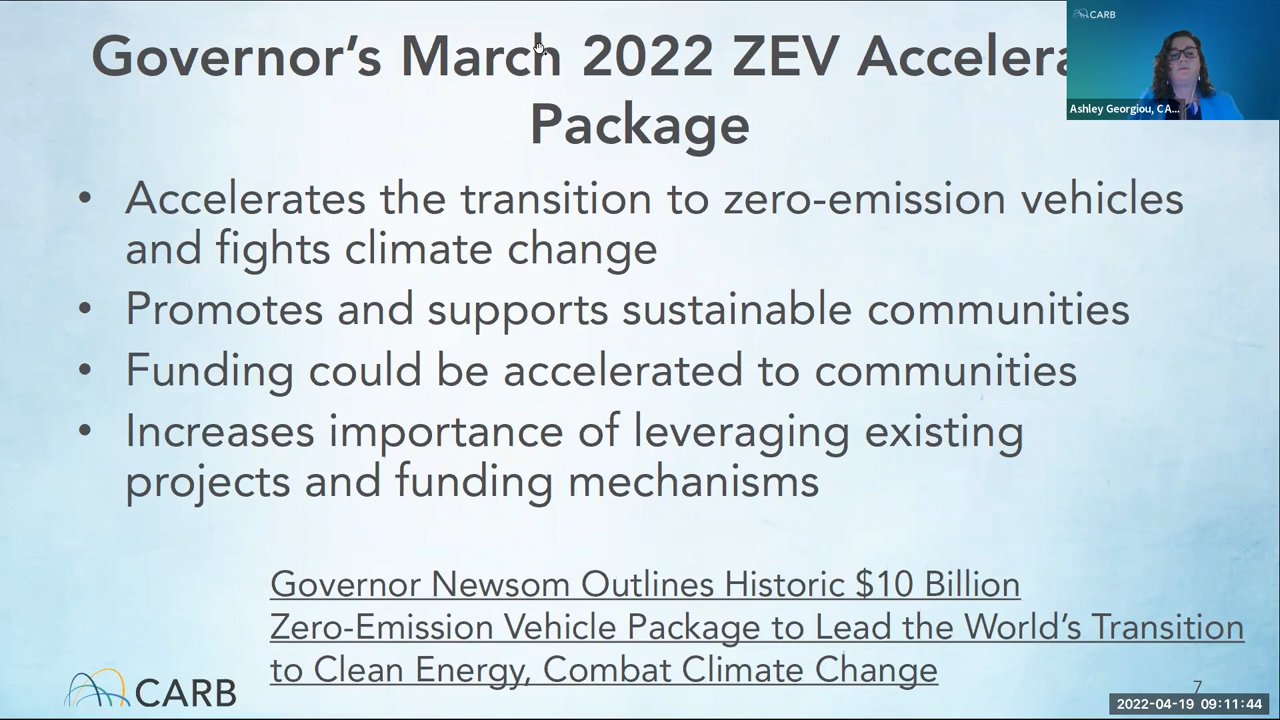 Governor's March 2022 ZEV Accelera
Package
CARB
Ashley Georgiou, CA...
• Accelerates the transition to zero-emission vehicles
and fights climate change
• Promotes and supports sustainable communities
• Funding could be accelerated to communities
• Increases importance of leveraging existing
projects and funding mechanisms
Governor Newsom Outlines Historic $10 Billion
Zero-Emission Vehicle Package to Lead the World's Transition
to Clean Energy, Combat Climate Change
CARB
7
2022-04-19 09:11:44